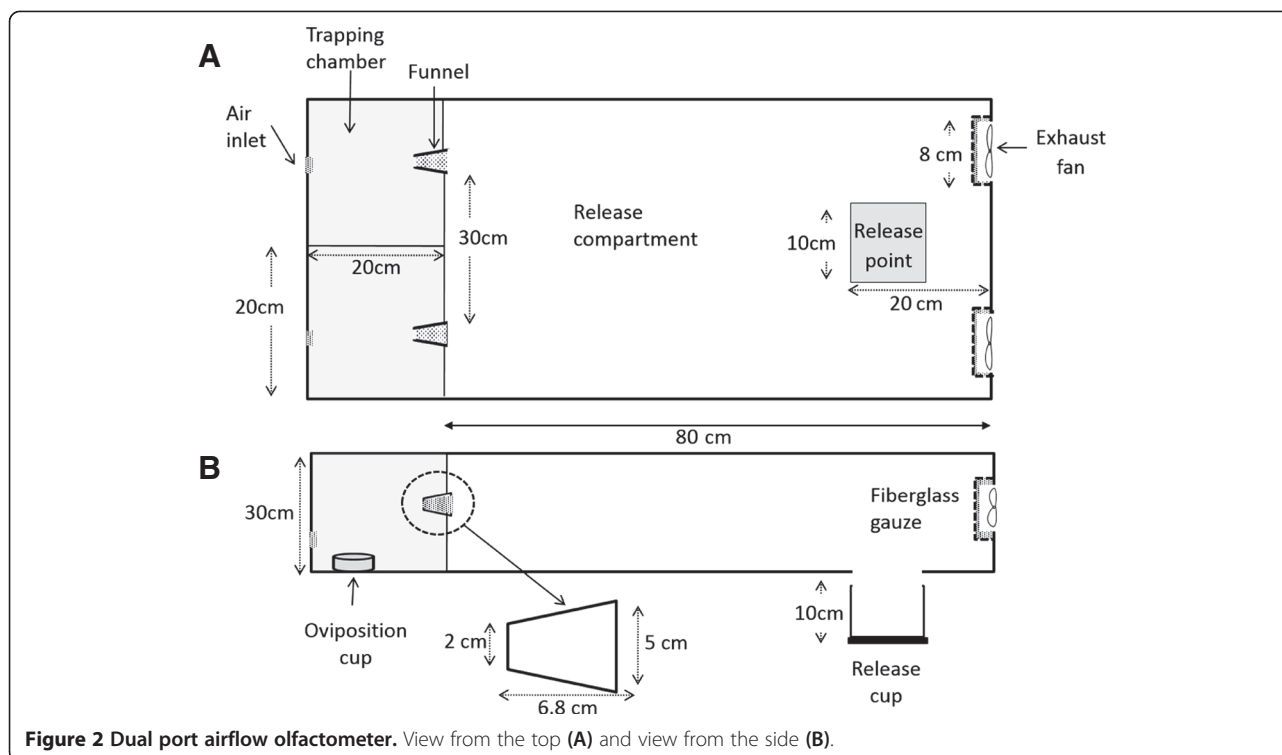 A
Trapping
chamber
Funnel
Air
inlet
8 cm
Exhaust
fan
Release
compartment
30cm
10cm
Release
point
20cm
20 cm
20cm
80 cm
B
30cm
Fiberglass
gauze
Oviposition
cup
2 cm
5 cm
6.8 cm
10cm
Release
cup
Figure 2 Dual port airflow olfactometer. View from the top (A) and view from the side (B).